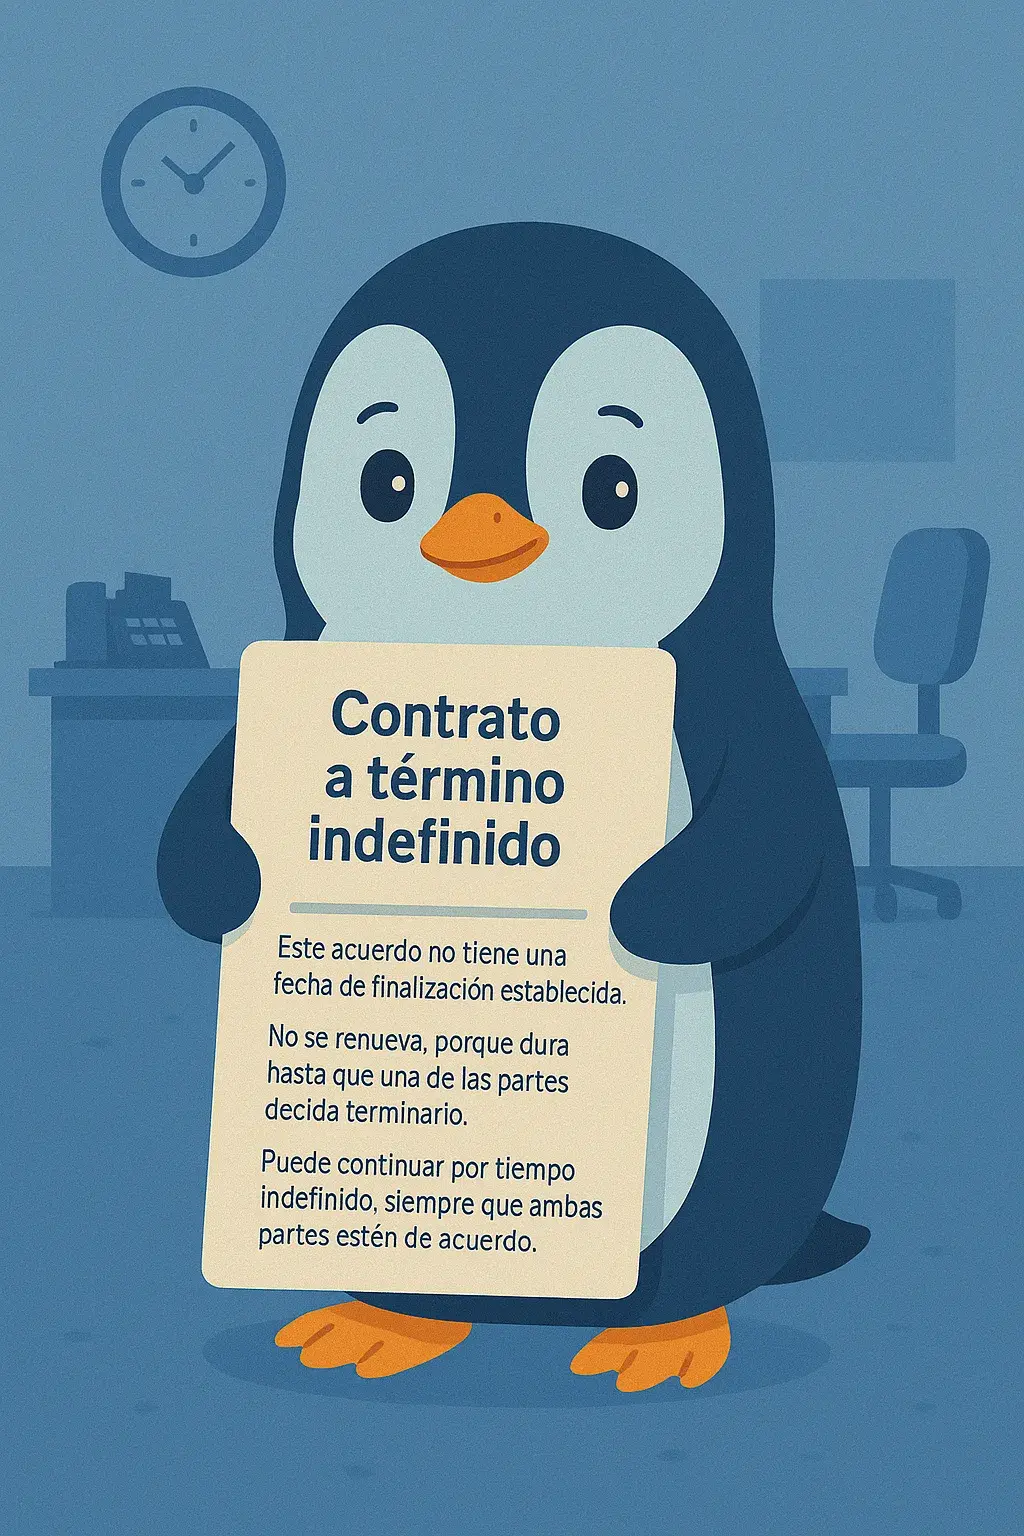 Contrato
a término
indefinido
Este acuerdo no tiene una
fecha de finalización establecida.
No se renueva, porque dura
hasta que una de las partes
decida terminario.
Puede continuar por tiempo
indefinido, siempre que ambas
partes estén de acuerdo.